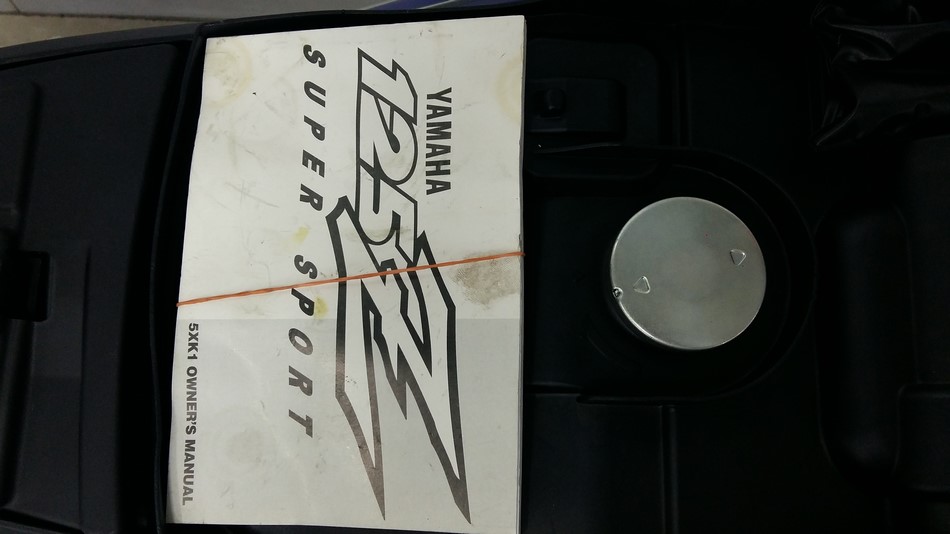 YAMAHA
125Z
SUPER SPORT
5XK1 OWNER'S MANUAL